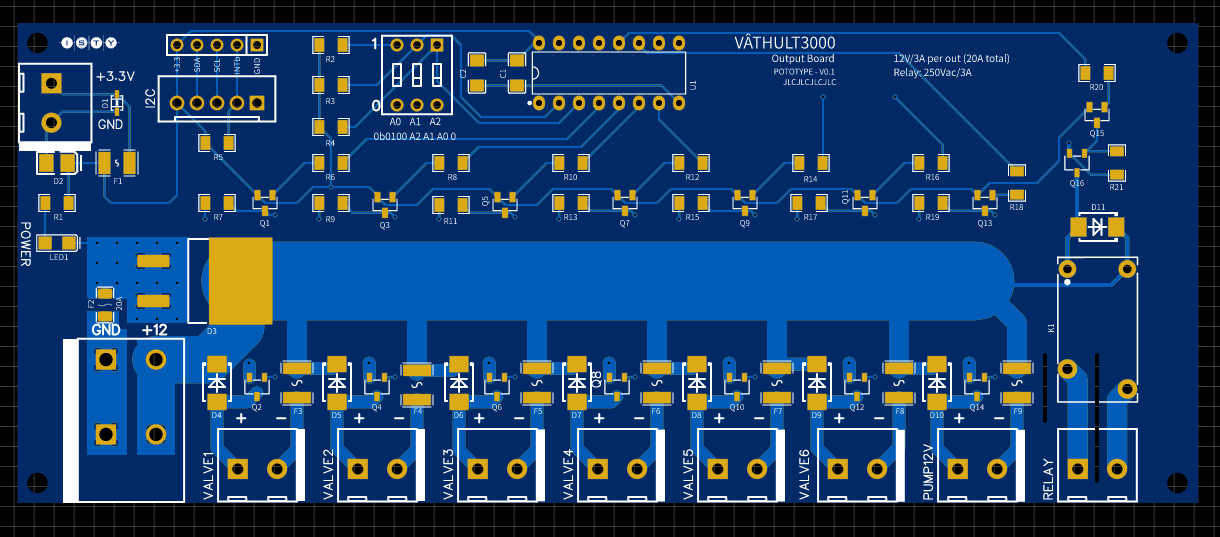 ISTY
VÂTHULT3000
Output Board
POTOTYPE - V0.1
JLCJLCJLCJLC
12V/3A per out (20A total)
Relay: 250Vac/3A
+3.3V
GND
D1
I2C
+3.3
SDA
SCL
INTb
GND
R2
R3
R4
1
0
A0 A1 A2
0b0100 A2 A1 A0 0
C2
C1
U1
R20
Q15
Q16
R21
D2
F1
R5
R6
R8
R10
R12
R14
R16
R18
R1
R7
Q1
R9
Q3
R11
Q5
R13
Q7
R15
Q9
R17
Q11
R19
Q13
D11
POWER
LED1
F2
20A
D3
K1
GND
+12
D4
Q2
F3
D5
Q4
F4
D6
Q6
F5
D7
Q8
F6
D8
Q10
F7
D9
Q12
F8
D10
Q14
F9
+ −
+ −
+ −
+ −
+ −
+ −
+ −
VALVE1
VALVE2
VALVE3
VALVE4
VALVE5
VALVE6
PUMP12V
RELAY